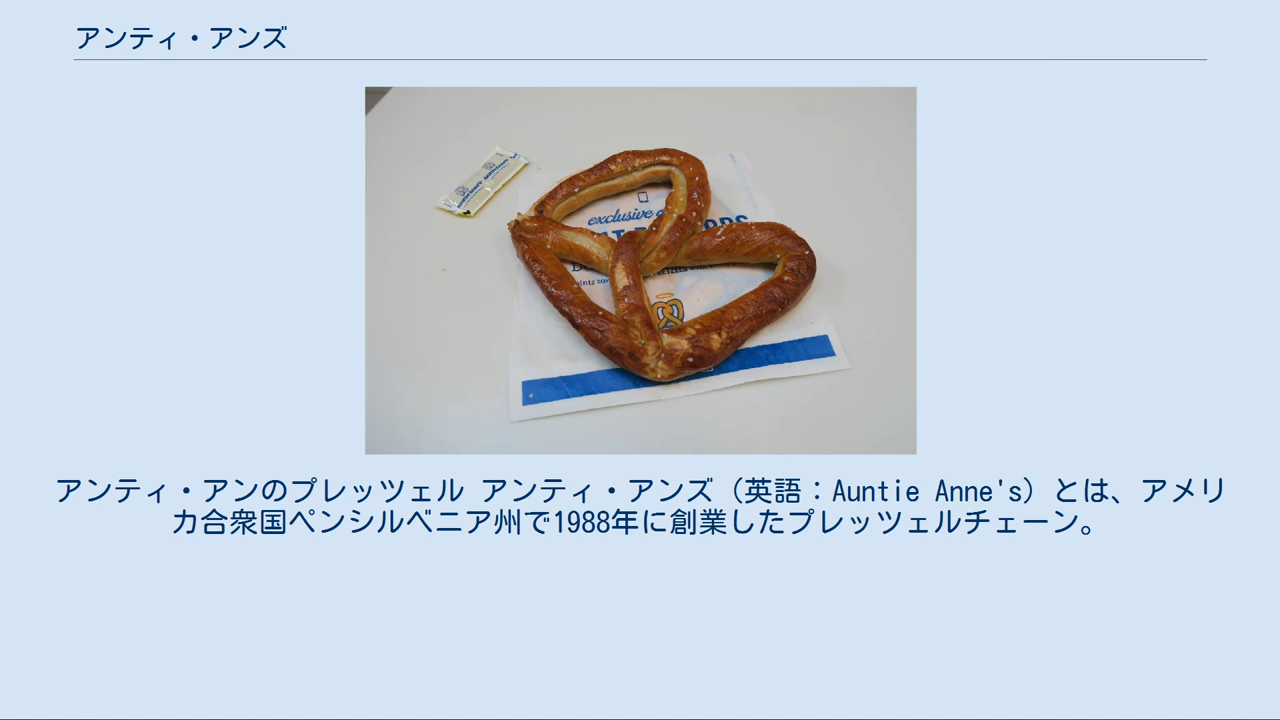 アンティ・アンズ
exclusive
アンティ・アンのプレッツェル アンティ・アンズ（英語：Auntie Anne's）とは、アメリ
カ合衆国ペンシルベニア州で1988年に創業したプレッツェルチェーン。